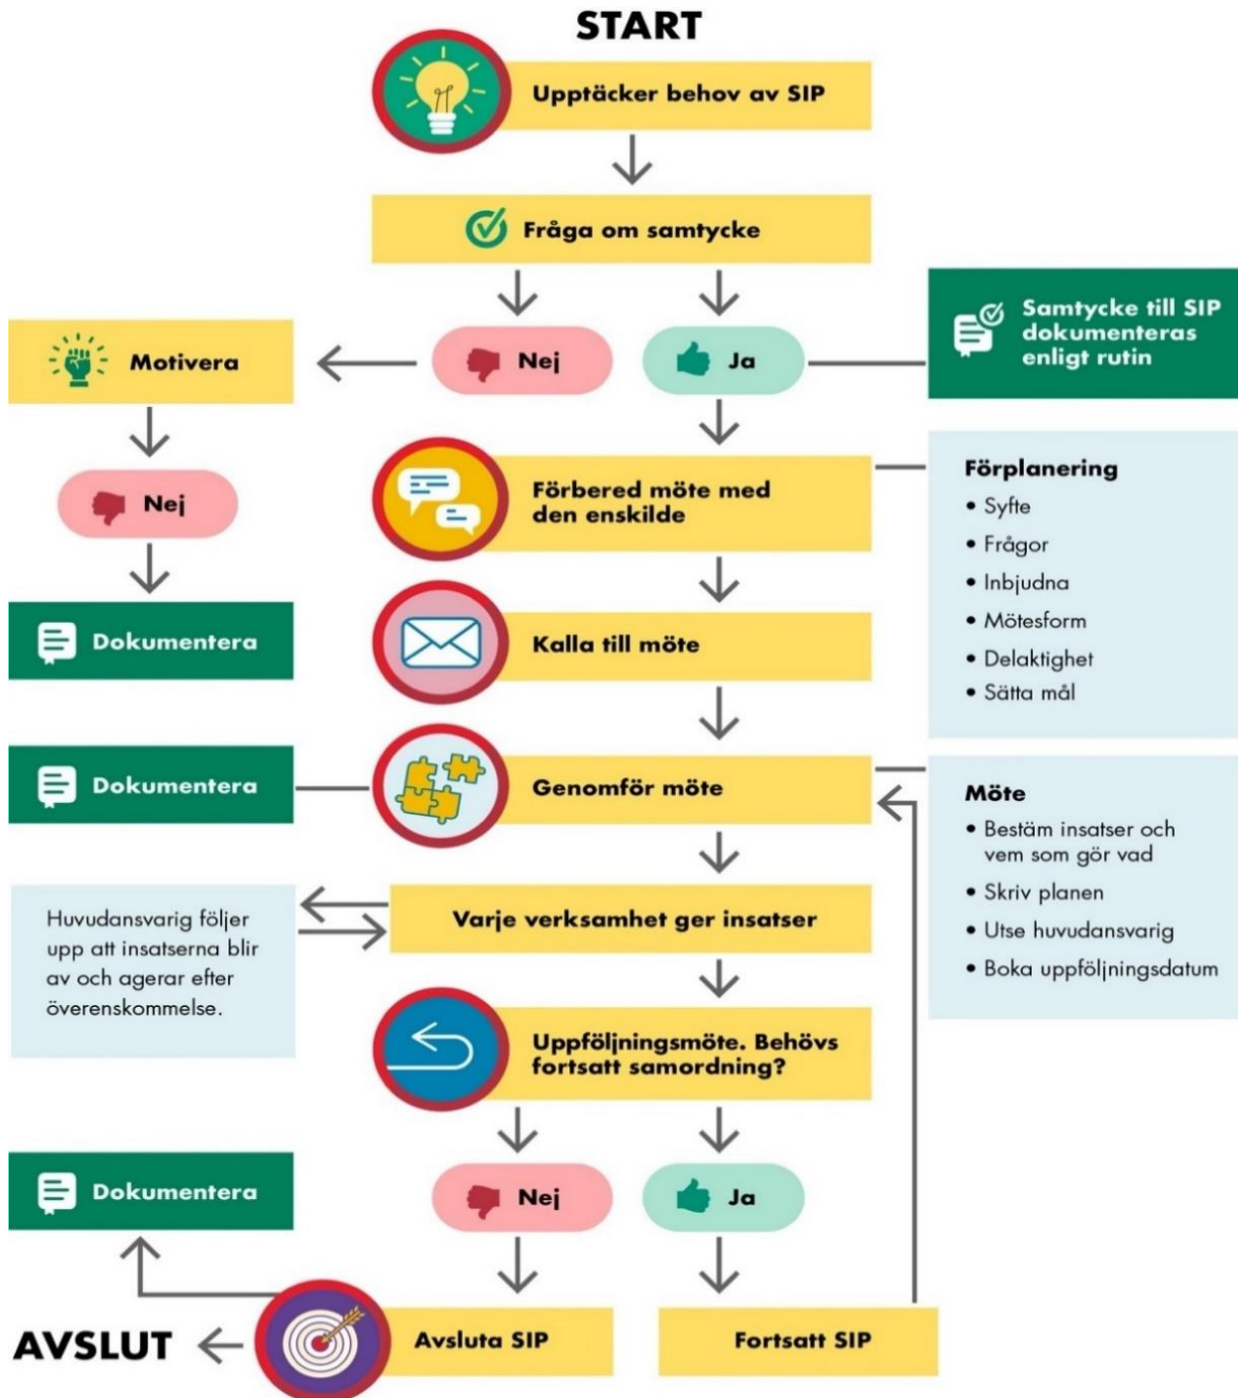 START
Upptäcker behov av SIP
Fråga om samtycke
Nej
Ja
Samtycke till SIP
dokumenteras
enligt rutin
Motivera
Nej
Dokumentera
Förbered möte med
den enskilde
Förplanering
• Syfte
• Frågor
• Inbjudna
• Mötesform
• Delaktighet
• Sätta mål
Kalla till möte
Dokumentera
Genomför möte
Möte
• Bestäm insatser och
vem som gör vad
• Skriv planen
• Utse huvudansvarig
• Boka uppföljningsdatum
Varje verksamhet ger insatser
Huvudansvarig följer
upp att insatserna blir
av och agerar efter
överenskommelse.
Uppföljningsmöte. Behövs
fortsatt samordning?
Nej
Ja
Dokumentera
Avsluta SIP
Fortsatt SIP
AVSLUT